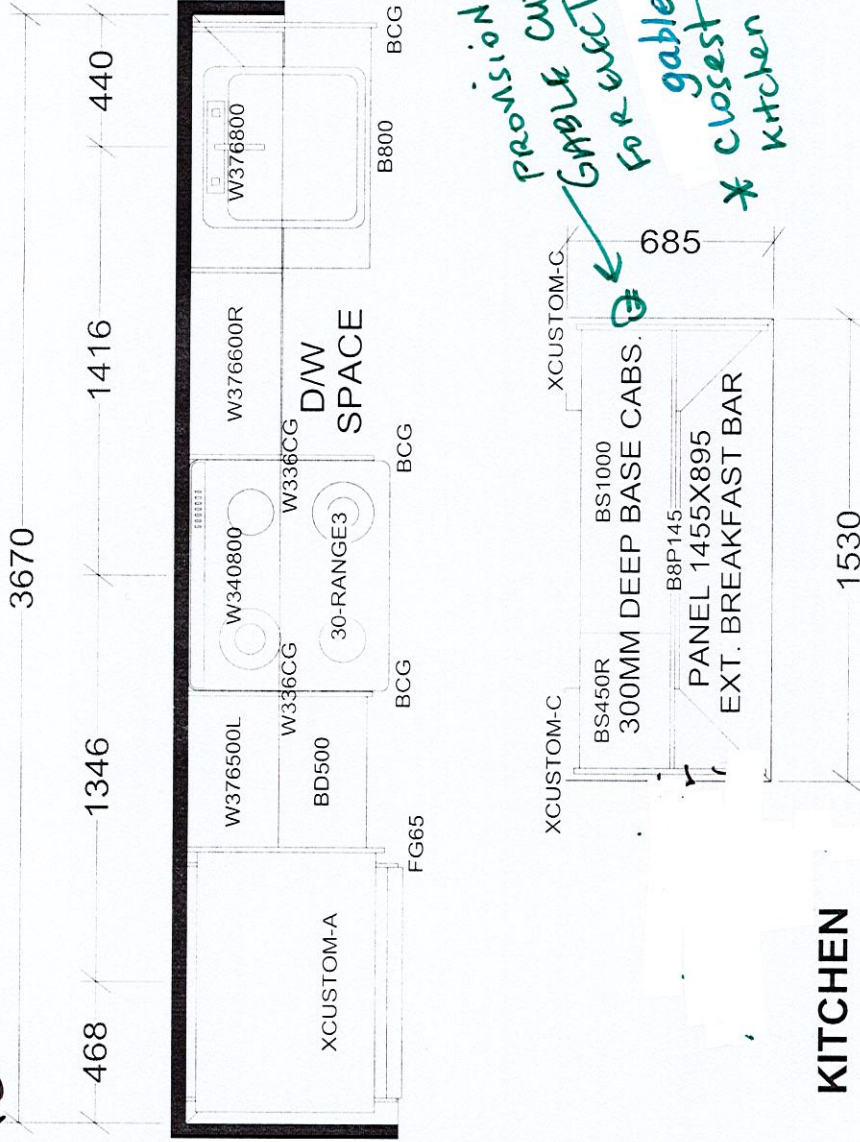 3670
468
1346
1416
440
XCUSTOM-A
FG65
W376500L
BD500
W336CG
BCG
W340800
30-RANGE3
W336CG
BCG
W376600R
D/W
SPACE
W376800
B800
BCG
PROVISION
GABLE
gable
* closest
Kitchen
XCUSTOM-C
XCUSTOM-C
685
BS450R
BS1000
300MM DEEP BASE CABS.
B8P145
PANEL 1455X895
EXT. BREAKFAST BAR
1530
KITCHEN